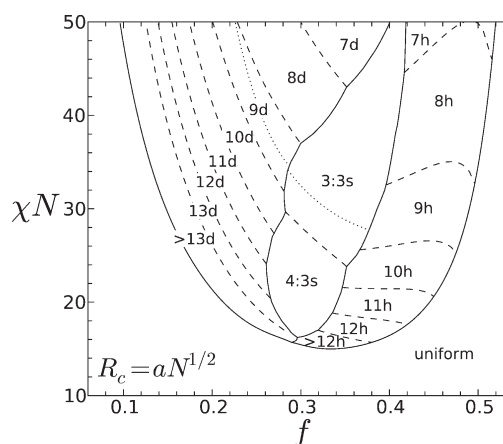 50
7d
7h
8d
8h
9d
40
10d
11d
3:3s
12d
χN
30
13d
9h
>13d
10h
4:3s
20
11h
12h
>12h
uniform
R_c = aN^{1/2}
10
0.1
0.2
0.3
0.4
0.5
f